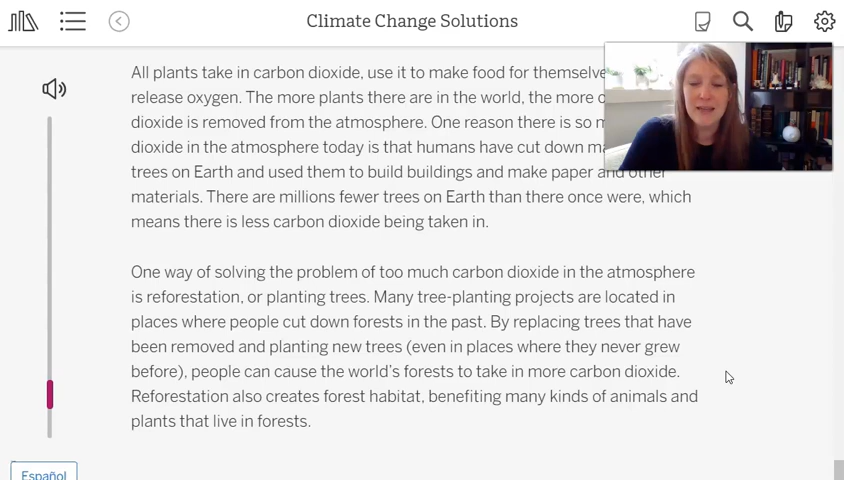 Climate Change Solutions
All plants take in carbon dioxide, use it to make food for
release oxygen. The more plants there are in the world, the more
dioxide is removed from the atmosphere. One reason there is so
dioxide in the atmosphere today is that humans have cut down
trees on Earth and used them to build buildings and make paper and other
materials. There are millions fewer trees on Earth than there once were, which
means there is less carbon dioxide being taken in.
One way of solving the problem of too much carbon dioxide in the atmosphere
is reforestation, or planting trees. Many tree-planting projects are located in
places where people cut down forests in the past. By replacing trees that have
been removed and planting new trees (even in places where they never grew
before), people can cause the world's forests to take in more carbon dioxide.
Reforestation also creates forest habitat, benefiting many kinds of animals and
plants that live in forests.
Español